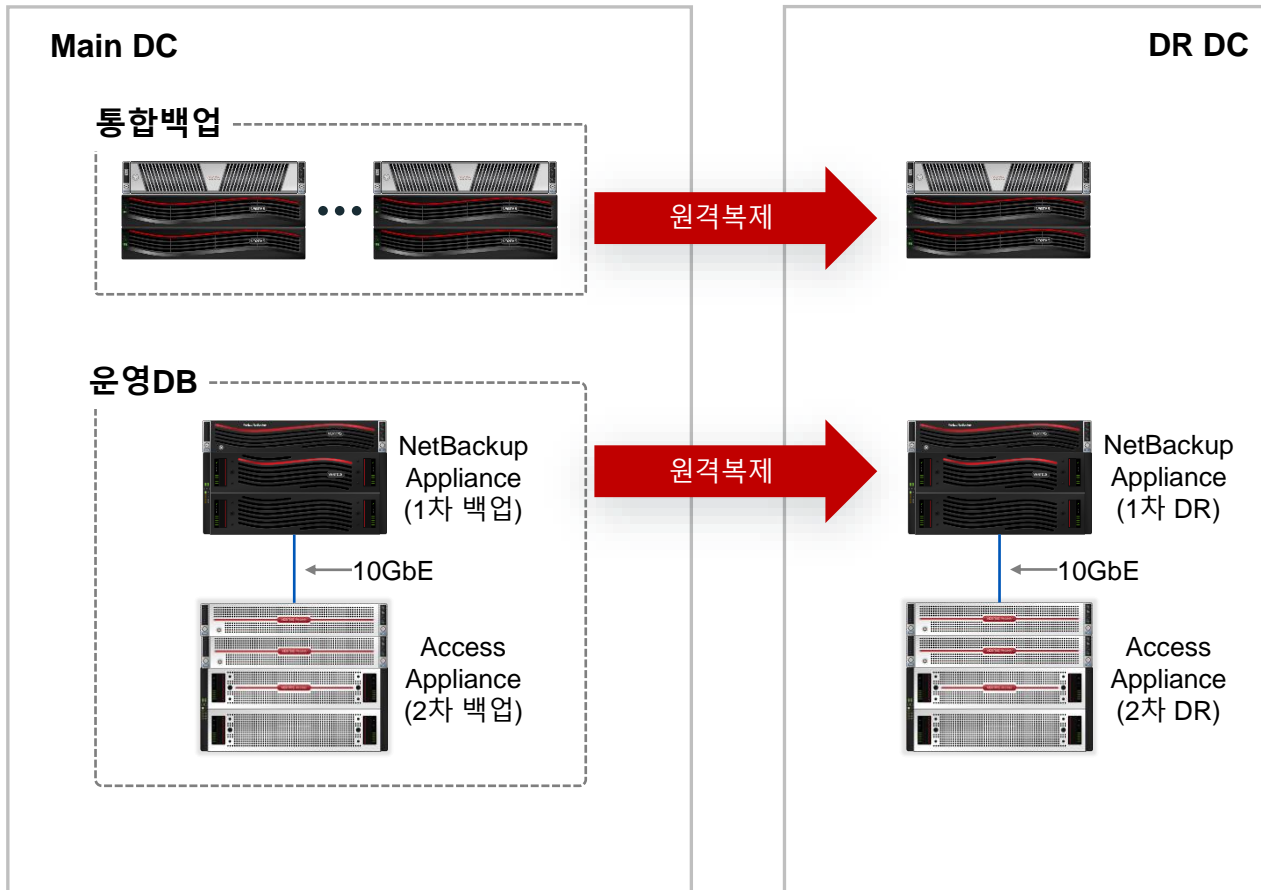 Main DC
DR DC
통합백업
원격복제
운영DB
NetBackup
Appliance
(1차 백업)
원격복제
NetBackup
Appliance
(1차 DR)
10GbE
10GbE
Access
Appliance
(2차 백업)
Access
Appliance
(2차 DR)